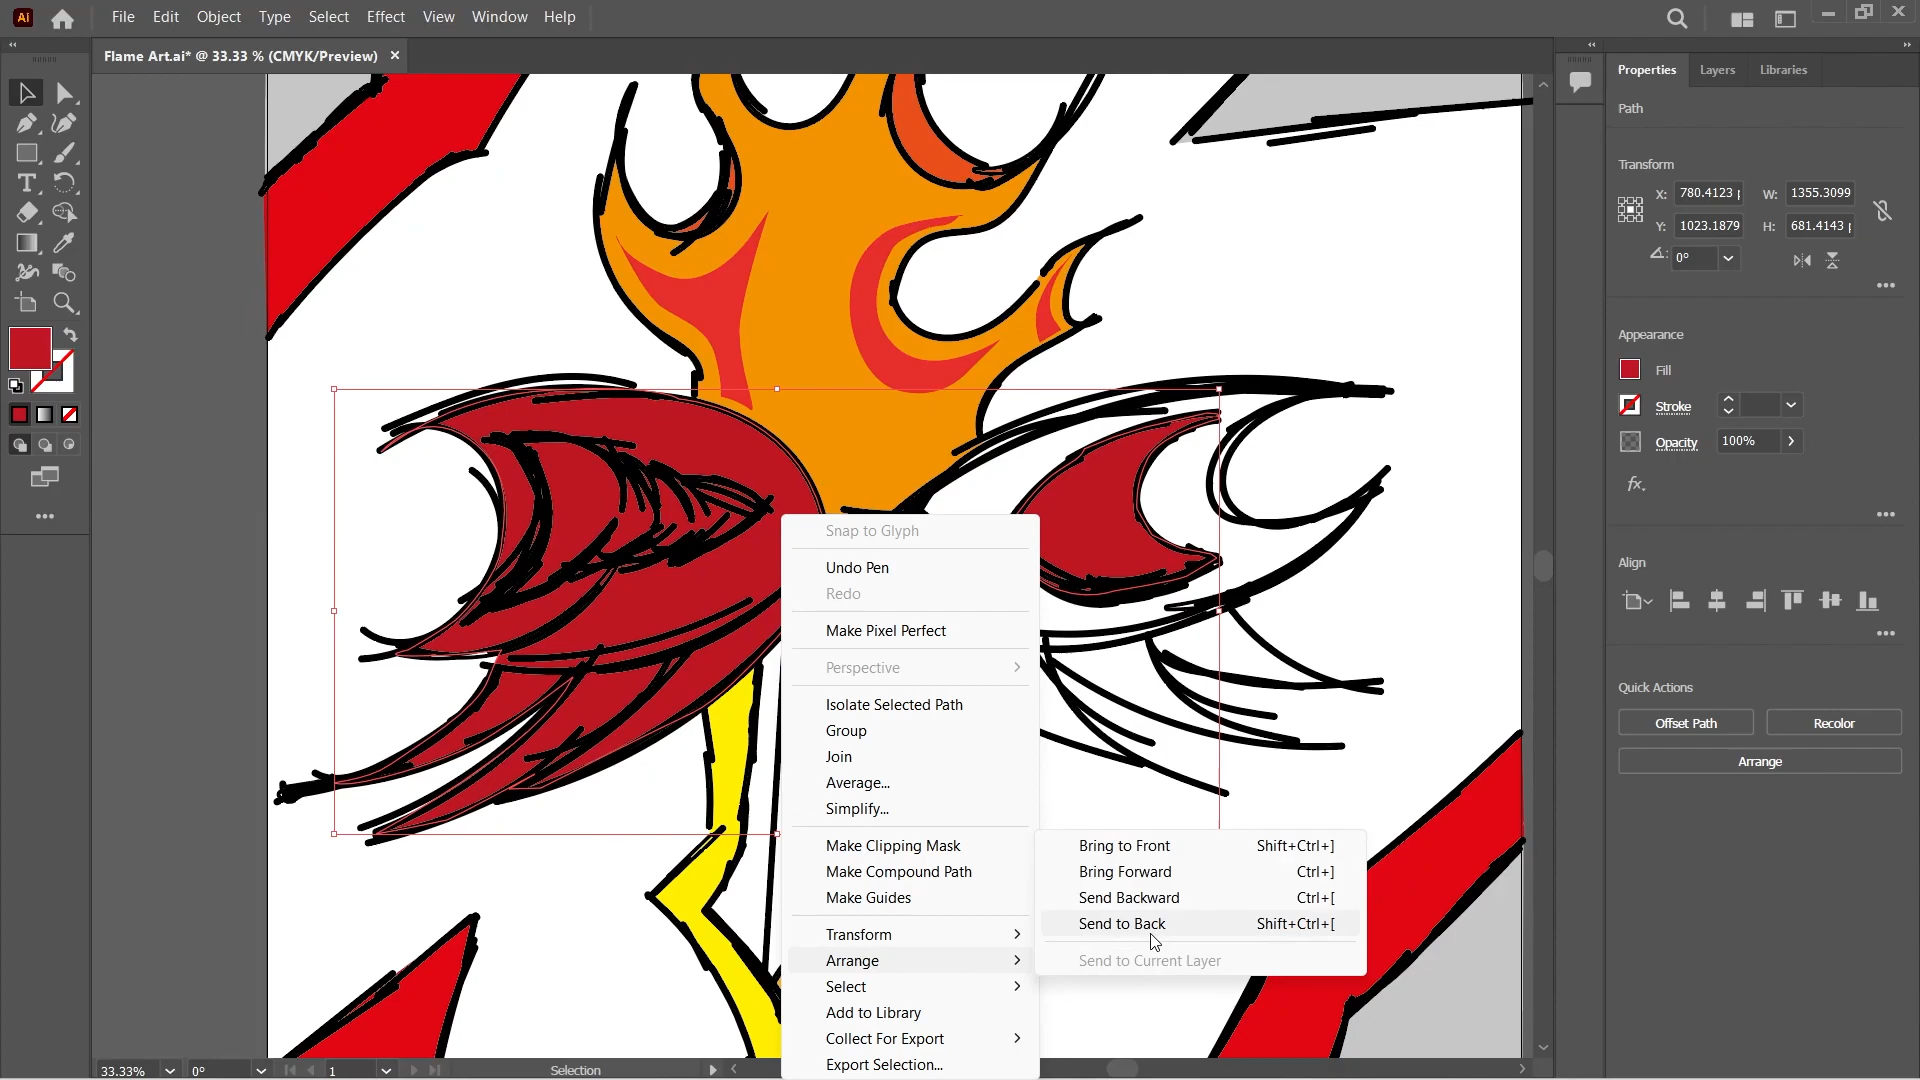 Ai File Edit Object Type Select Effect View Window Help
Flame Art.ai* @ 33.33 % (CMYK/Preview) ×
Properties Layers Libraries
Path
Transform
X: 780.4123 p W: 1355.3099
Y: 1023.1879 H: 681.4143 p
0°
Appearance
Fill
Stroke
Opacity 100%
fx.
Align
Quick Actions
Offset Path Recolor
Arrange
Snap to Glyph
Undo Pen
Redo
Make Pixel Perfect
Perspective
Isolate Selected Path
Group
Join
Average...
Simplify...
Make Clipping Mask
Make Compound Path
Make Guides
Transform
Arrange
Select
Add to Library
Collect For Export
Export Selection...
Bring to Front Shift+Ctrl+]
Bring Forward Ctrl+]
Send Backward Ctrl+[
Send to Back Shift+Ctrl+[
Send to Current Layer
33.33% 0° 1 Selection